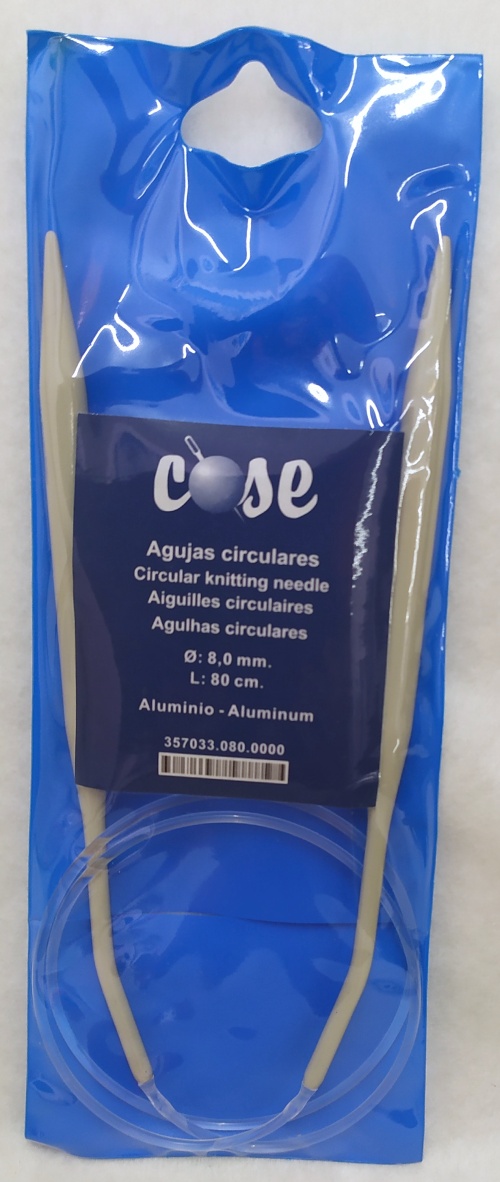 cose
Agujas circulares
Circular knitting needle
Aiguilles circulaires
Agulhas circulares
Ø: 8,0 mm.
L: 80 cm.
Aluminio - Aluminum
357033.080.0000